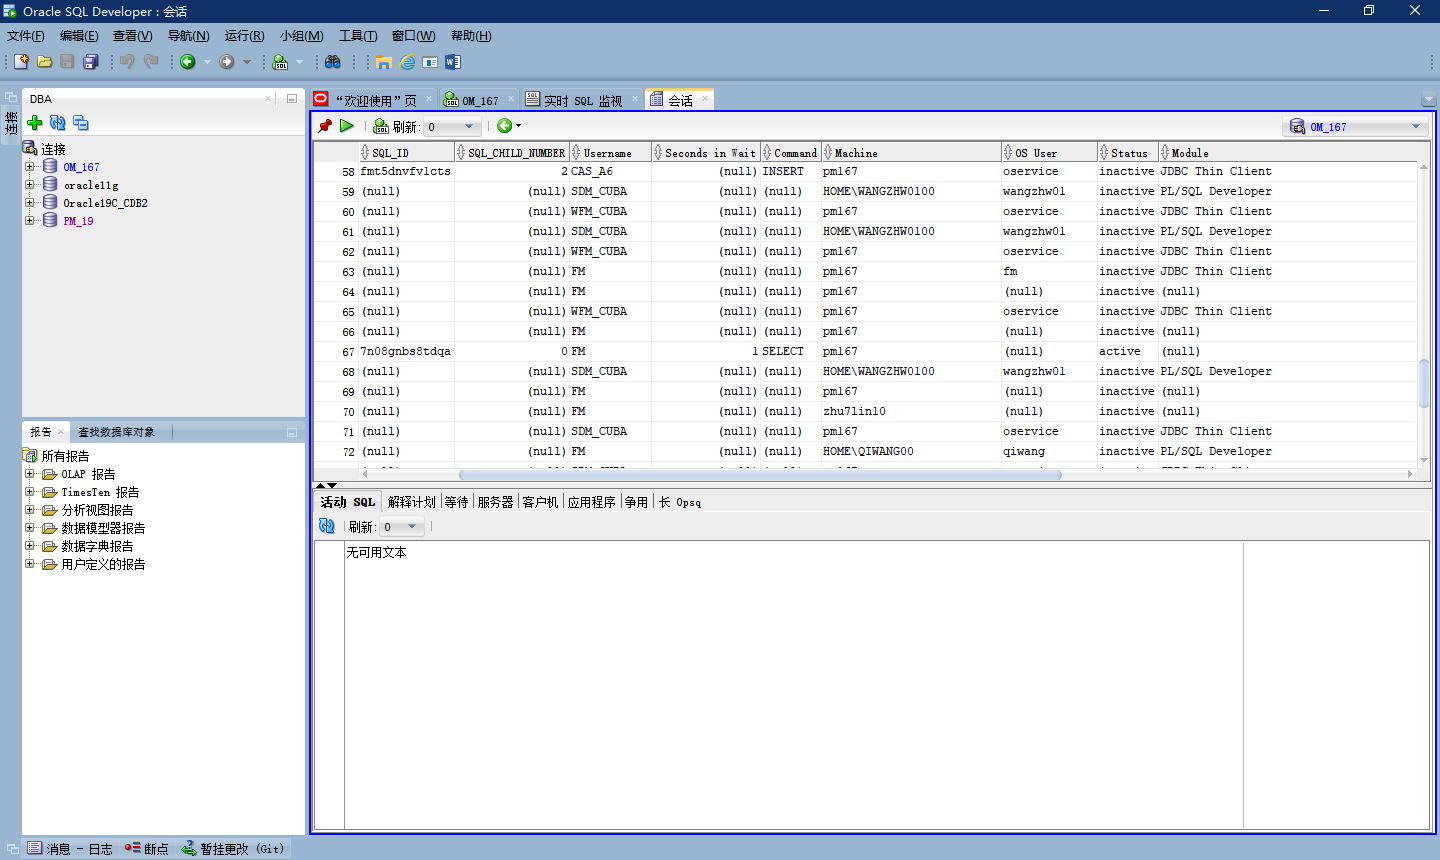 Oracle SQL Developer : 会话
文件(F) 编辑(E) 查看(V) 导航(N) 运行(R) 小组(M) 工具(T) 窗口(W) 帮助(H)
连接
DBA
连接
OM_167
oracle11g
Oracle19C_CDB2
PM_19
报告 查找数据库对象
所有报告
OLAP 报告
TimesTen 报告
分析视图报告
数据模型器报告
数据字典报告
用户定义的报告
“欢迎使用”页 OM_167 实时 SQL 监视 会话
刷新: 0 OM_167
SQL_ID SQL_CHILD_NUMBER Username Seconds in Wait Command Machine OS User Status Module
58 fmt5dnvfv1cts 2 CAS_A6 (null) INSERT pm167 oservice inactive JDBC Thin Client
59 (null) (null) SDM_CUBA (null) (null) HOME\WANGZHW0100 wangzhw01 inactive PL/SQL Developer
60 (null) (null) WFM_CUBA (null) (null) pm167 oservice inactive JDBC Thin Client
61 (null) (null) SDM_CUBA (null) (null) HOME\WANGZHW0100 wangzhw01 inactive PL/SQL Developer
62 (null) (null) WFM_CUBA (null) (null) pm167 oservice inactive JDBC Thin Client
63 (null) (null) FM (null) (null) pm167 fm inactive JDBC Thin Client
64 (null) (null) FM (null) (null) pm167 (null) inactive (null)
65 (null) (null) WFM_CUBA (null) (null) pm167 oservice inactive JDBC Thin Client
66 (null) (null) FM (null) (null) pm167 (null) inactive (null)
67 7n08gnbs8tdqa 0 FM 1 SELECT pm167 (null) active (null)
68 (null) (null) SDM_CUBA (null) (null) HOME\WANGZHW0100 wangzhw01 inactive PL/SQL Developer
69 (null) (null) FM (null) (null) pm167 (null) inactive (null)
70 (null) (null) FM (null) (null) zhu7lin10 (null) inactive (null)
71 (null) (null) SDM_CUBA (null) (null) pm167 oservice inactive JDBC Thin Client
72 (null) (null) FM (null) (null) HOME\QIWANG00 qiwang inactive PL/SQL Developer
活动 SQL 解释计划 等待 服务器 客户机 应用程序 争用 长 Opsq
刷新: 0
无可用文本
消息 - 日志 断点 暂挂更改 (Git)